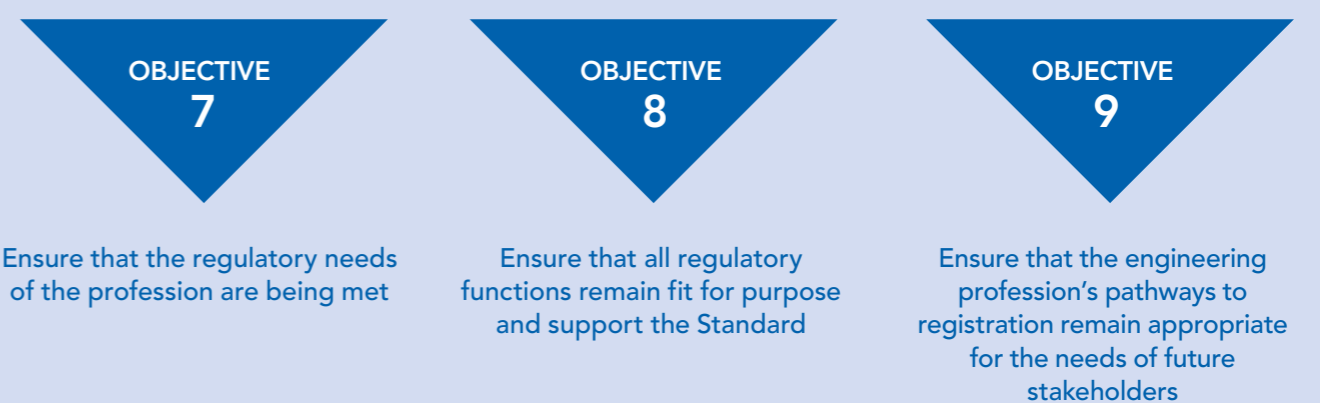 OBJECTIVE
7
Ensure that the regulatory needs
of the profession are being met
OBJECTIVE
8
Ensure that all regulatory
functions remain fit for purpose
and support the Standard
OBJECTIVE
9
Ensure that the engineering
profession’s pathways to
registration remain appropriate
for the needs of future
stakeholders